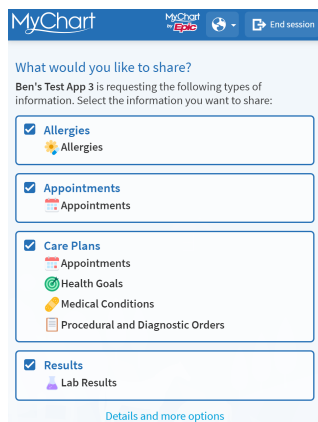 MyChart
MyChart
by Epic
End session
What would you like to share?
Ben's Test App 3 is requesting the following types of
information. Select the information you want to share:
Allergies
Allergies
Appointments
Appointments
Care Plans
Appointments
Health Goals
Medical Conditions
Procedural and Diagnostic Orders
Results
Lab Results
Details and more options